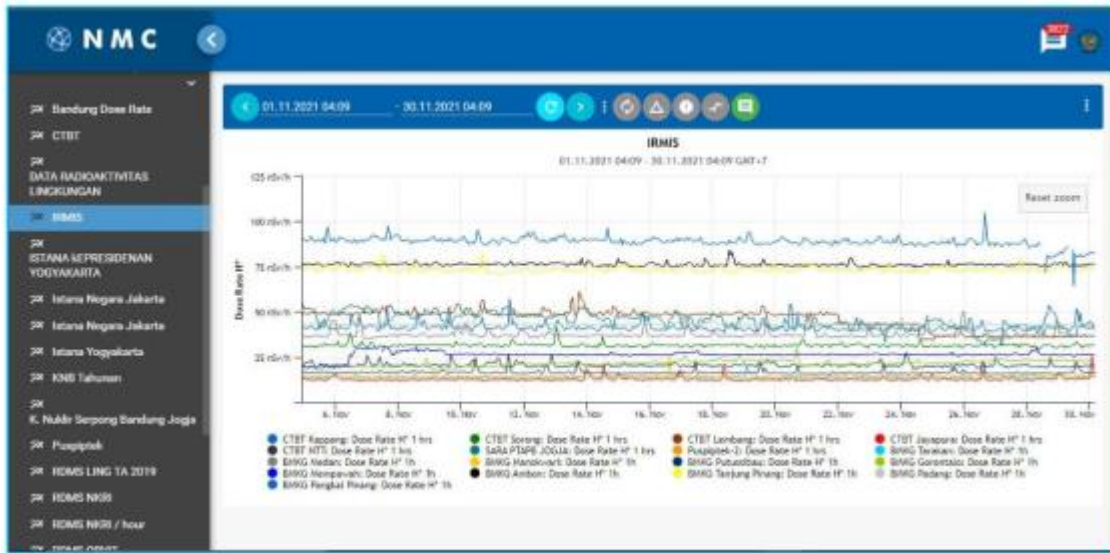 NMC
Bandung Dose Rate
CTBT
DATA RADIOAKTIVITAS
LINGKUNGAN
IRMIS
ISTANA kEPRESIDENAN
YOGYAKARTA
Istana Negara Jakarta
Istana Negara Jakarta
Istana Yogyakarta
KNB Tahunan
K. Nuklir Serpong Bandung Jogja
Puspiptek
RDMS LING TA 2019
RDMS NKRI
RDMS NKRI / hour
01.11.2021 04:09 - 30.11.2021 04:09
IRMIS
01.11.2021 04:09 - 30.11.2021 04:09 GMT+7
Reset zoom
Dose Rate H*
125 nSv/h
100 nSv/h
75 nSv/h
50 nSv/h
25 nSv/h
6. Nov 8. Nov 10. Nov 12. Nov 14. Nov 16. Nov 18. Nov 20. Nov 22. Nov 24. Nov 26. Nov 28. Nov 30. Nov
CTBT Kappang: Dose Rate H* 1 hrs CTBT Sorong: Dose Rate H* 1 hrs CTBT Lembang: Dose Rate H* 1 hrs CTBT Jayapura: Dose Rate H* 1 hrs
CTBT NTT: Dose Rate H* 1 hrs SARA PTAPB JOGJA: Dose Rate H* 1 hrs Puspiptek-2: Dose Rate H* 1 hrs BMKG Tarakan: Dose Rate H* 1h
BMKG Medan: Dose Rate H* 1h BMKG Manokwari: Dose Rate H* 1h BMKG Putussibau: Dose Rate H* 1h BMKG Gorontalo: Dose Rate H* 1h
BMKG Mempawah: Dose Rate H* 1h BMKG Ambon: Dose Rate H* 1h BMKG Tanjung Pinang: Dose Rate H* 1h BMKG Padang: Dose Rate H* 1h
BMKG Pangkal Pinang: Dose Rate H* 1h